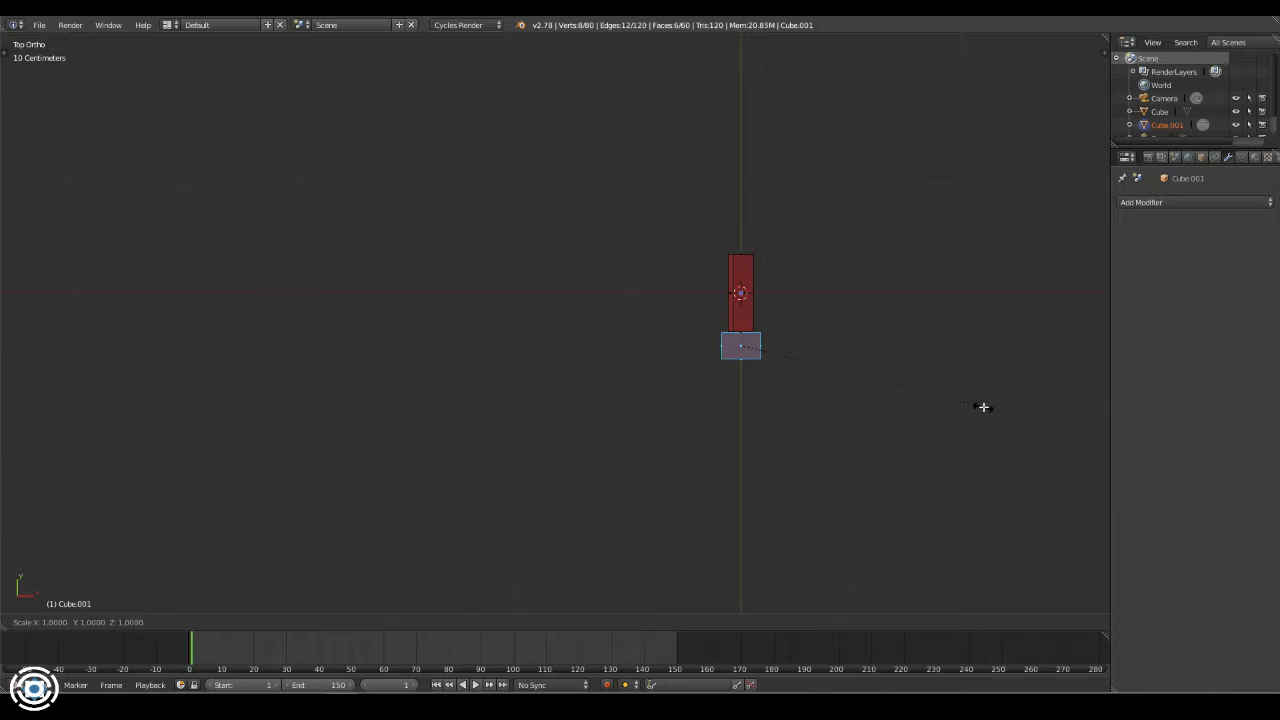 File Render Window Help Default Scene Cycles Render v2.78 | Verts:8/80 | Edges:12/120 | Faces:6/60 | Tris:120 | Mem:20.85M | Cube.001
Top Ortho
10 Centimeters
View Search All Scenes
Scene
RenderLayers
World
Camera
Cube
Cube.001
Cube.001
Add Modifier
y
(1) Cube.001
Scale X: 1.0000 Y: 1.0000 Z: 1.0000
-40 -30 -20 -10 0 10 20 30 40 50 60 70 80 90 100 110 120 130 140 150 160 170 180 190 200 210 220 230 240 250 260 270 280
Marker Frame Playback Start: 1 End: 150 1 No Sync